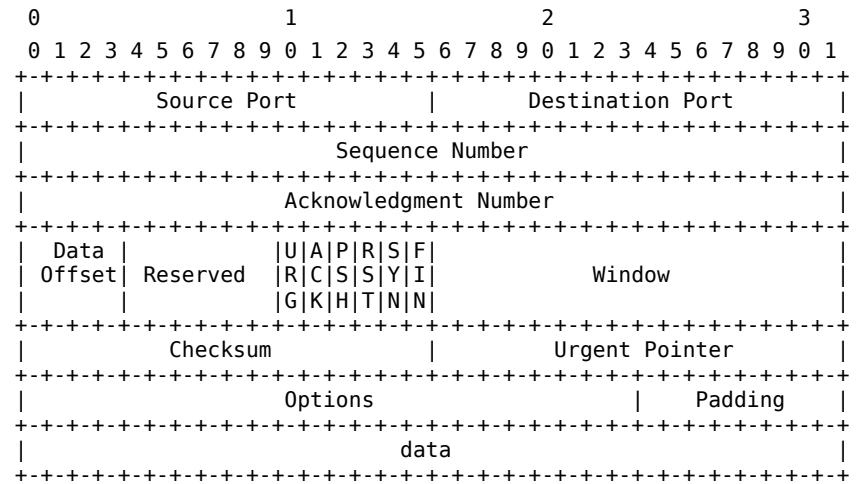 0                   1                   2                   3
 0 1 2 3 4 5 6 7 8 9 0 1 2 3 4 5 6 7 8 9 0 1 2 3 4 5 6 7 8 9 0 1
+-+-+-+-+-+-+-+-+-+-+-+-+-+-+-+-+-+-+-+-+-+-+-+-+-+-+-+-+-+-+-+-+
|          Source Port          |       Destination Port        |
+-+-+-+-+-+-+-+-+-+-+-+-+-+-+-+-+-+-+-+-+-+-+-+-+-+-+-+-+-+-+-+-+
|                        Sequence Number                        |
+-+-+-+-+-+-+-+-+-+-+-+-+-+-+-+-+-+-+-+-+-+-+-+-+-+-+-+-+-+-+-+-+
|                    Acknowledgment Number                      |
+-+-+-+-+-+-+-+-+-+-+-+-+-+-+-+-+-+-+-+-+-+-+-+-+-+-+-+-+-+-+-+-+
|  Data |           |U|A|P|R|S|F|                               |
| Offset| Reserved  |R|C|S|S|Y|I|            Window             |
|       |           |G|K|H|T|N|N|                               |
+-+-+-+-+-+-+-+-+-+-+-+-+-+-+-+-+-+-+-+-+-+-+-+-+-+-+-+-+-+-+-+-+
|           Checksum            |         Urgent Pointer        |
+-+-+-+-+-+-+-+-+-+-+-+-+-+-+-+-+-+-+-+-+-+-+-+-+-+-+-+-+-+-+-+-+
|                    Options                    |    Padding    |
+-+-+-+-+-+-+-+-+-+-+-+-+-+-+-+-+-+-+-+-+-+-+-+-+-+-+-+-+-+-+-+-+
|                             data                              |
+-+-+-+-+-+-+-+-+-+-+-+-+-+-+-+-+-+-+-+-+-+-+-+-+-+-+-+-+-+-+-+-+